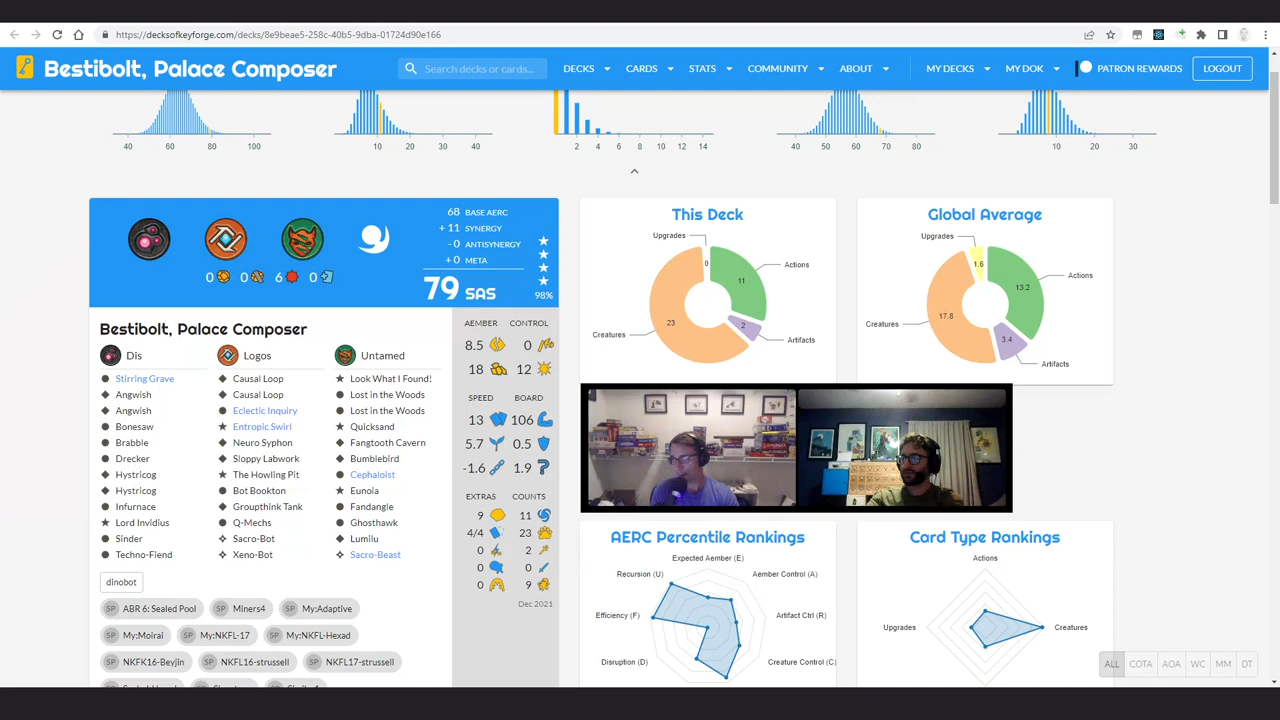 https://decksofkeyforge.com/decks/8e9beae5-258c-40b5-9dba-01724d90e166
Bestibolt, Palace Composer
Search decks or cards...
DECKS
CARDS
STATS
COMMUNITY
ABOUT
MY DECKS
MY DOK
PATRON REWARDS
LOGOUT
40 60 80 100
10 20 30 40
2 4 6 8 10 12 14
40 50 60 70 80
10 20 30
0 0 6 0
68 BASE AERC
+ 11 SYNERGY
- 0 ANTISYNERGY
+ 0 META
79 SAS
98%
Bestibolt, Palace Composer
Dis
Stirring Grave
Angwish
Angwish
Bonesaw
Brabble
Drecker
Hystricog
Hystricog
Infurnace
Lord Invidius
Sinder
Techno-Fiend
Logos
Causal Loop
Causal Loop
Eclectic Inquiry
Entropic Swirl
Neuro Syphon
Sloppy Labwork
The Howling Pit
Bot Bookton
Groupthink Tank
Q-Mechs
Sacro-Bot
Xeno-Bot
Untamed
Look What I Found!
Lost in the Woods
Lost in the Woods
Quicksand
Fangtooth Cavern
Bumblebird
Cephaloist
Eunoia
Fandangle
Ghosthawk
Lumilu
Sacro-Beast
dinobot
SP ABR 6: Sealed Pool
SP Miners4
SP My:Adaptive
SP My:Moirai
SP My:NKFL-17
SP My:NKFL-Hexad
SP NKFK16-Beyjin
SP NKFL16-strussell
SP NKFL17-strussell
AEMBER CONTROL
8.5 0
18 12
SPEED BOARD
13 106
5.7 0.5
-1.6 1.9
EXTRAS COUNTS
9 11
4/4 23
0 2
0 0
0 9
Dec 2021
This Deck
Upgrades
0
Actions
11
Creatures
23
2
Artifacts
Global Average
Upgrades
1.6
Actions
13.2
Creatures
17.8
3.4
Artifacts
AERC Percentile Rankings
Expected Aember (E)
Recursion (U)
Aember Control (A)
Efficiency (F)
Artifact Ctrl (R)
Disruption (D)
Creature Control (C)
Card Type Rankings
Actions
Upgrades
Creatures
ALL COTA AOA WC MM DT